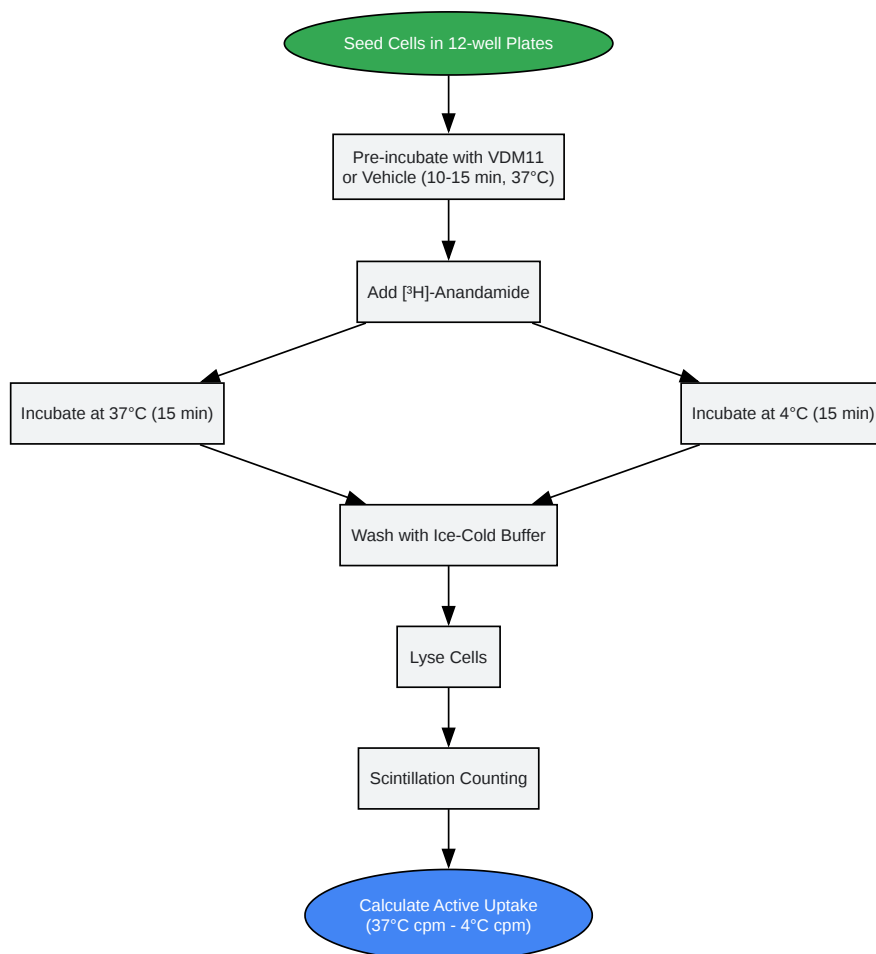 Seed Cells in 12-well Plates
Pre-incubate with VDM11
or Vehicle (10-15 min, 37°C)
Add [³H]-Anandamide
Incubate at 37°C (15 min)
Incubate at 4°C (15 min)
Wash with Ice-Cold Buffer
Lyse Cells
Scintillation Counting
Calculate Active Uptake
(37°C cpm - 4°C cpm)